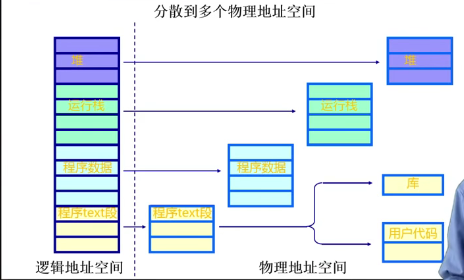 分散到多个物理地址空间
堆
堆
运行栈
运行栈
程序数据
程序数据
库
程序text段
程序text段
用户代码
逻辑地址空间
物理地址空间